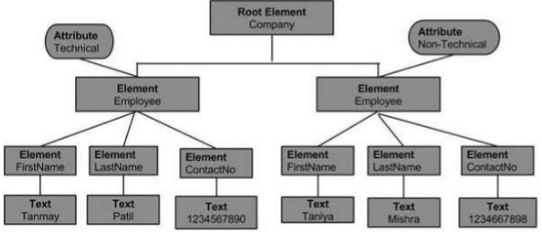 Root Element
Company
Attribute
Technical
Attribute
Non-Technical
Element
Employee
Element
Employee
Element
FirstName
Element
LastName
Element
ContactNo
Element
FirstName
Element
LastName
Element
ContactNo
Text
Tanmay
Text
Patil
Text
1234567890
Text
Taniya
Text
Mishra
Text
1234667898